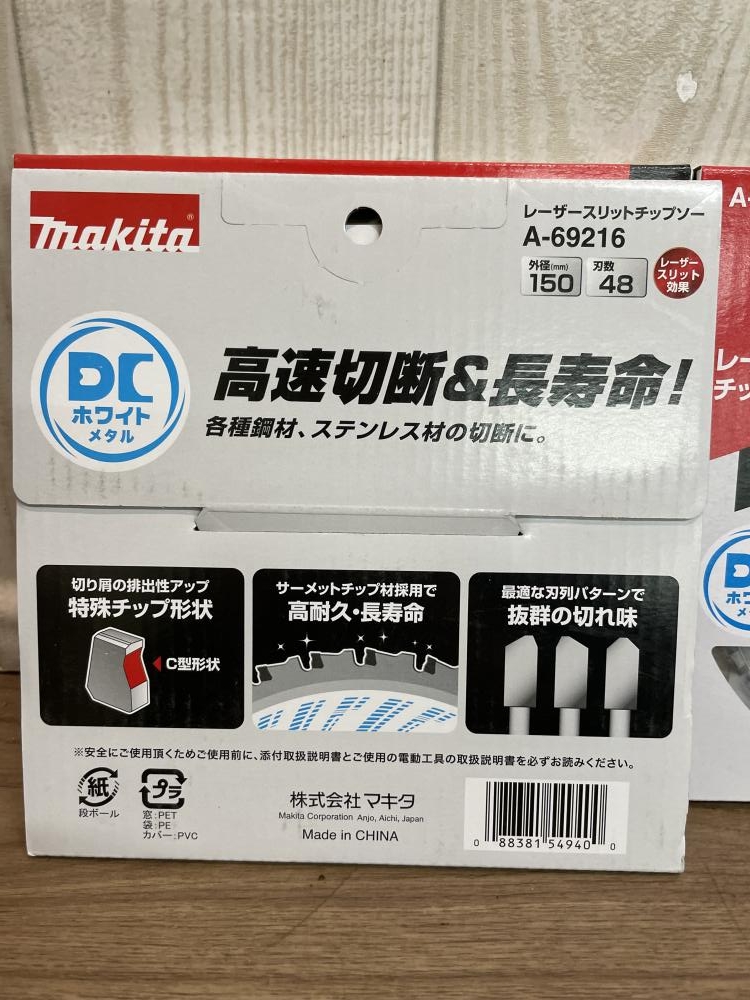 makita®
レーザースリットチップソー
A-69216
外径(mm)
150
刃数
48
レーザー
スリット
効果
DC
ホワイト
メタル
高速切断&長寿命!
各種鋼材、ステンレス材の切断に。
切り屑の排出性アップ
特殊チップ形状
C型形状
サーメットチップ材採用で
高耐久・長寿命
最適な刃列パターンで
抜群の切れ味
※安全にご使用頂くためご使用前に、添付取扱説明書とご使用の電動工具の取扱説明書を必ずお読みください。
紙
段ボール
プラ
窓:PET
袋:PE
カバー:PVC
株式会社マキタ
Makita Corporation Anjo, Aichi, Japan
Made in CHINA
0 88381 54940 0
A-
レー
チッ